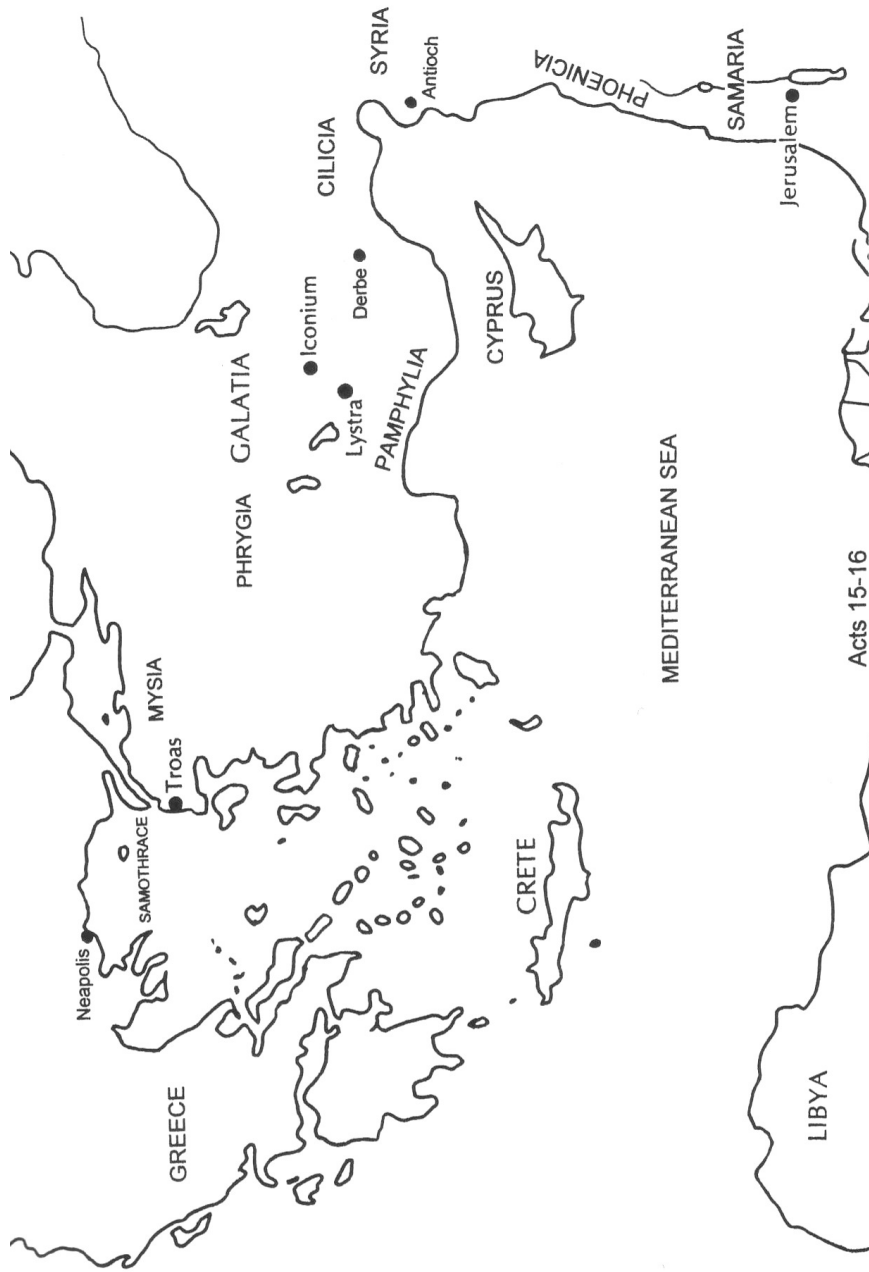 Neapolis
SAMOTHRACE
Troas
MYSIA
GREECE
PHRYGIA
GALATIA
Iconium
Lystra
Derbe
PAMPHYLIA
CILICIA
SYRIA
Antioch
CYPRUS
CRETE
PHOENICIA
MEDITERRANEAN SEA
SAMARIA
Jerusalem
LIBYA
Acts 15-16